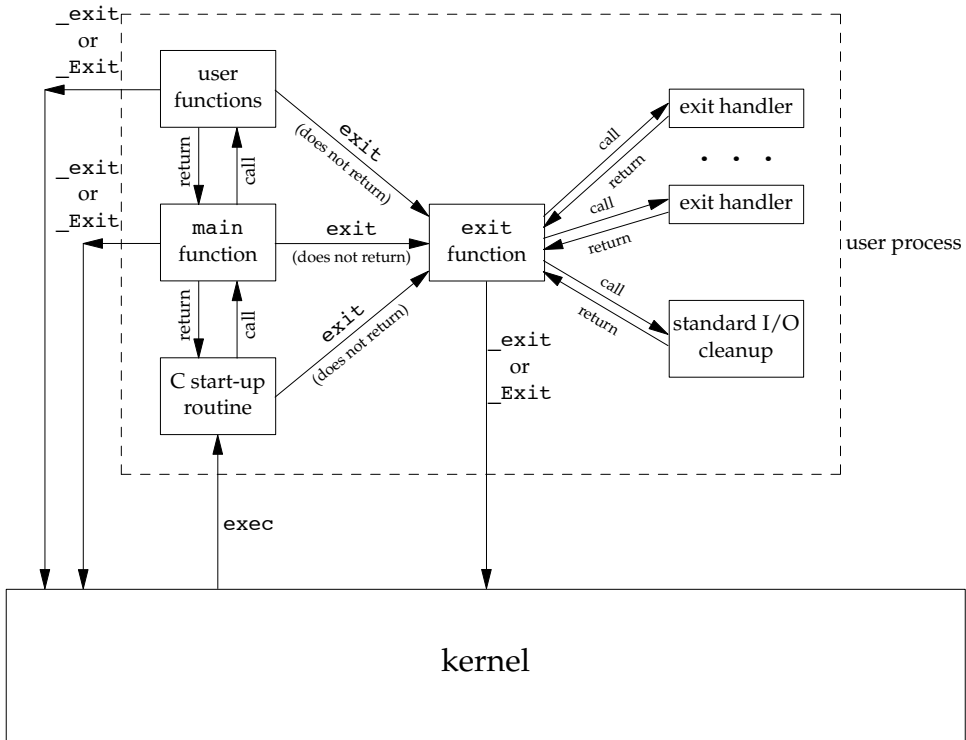 _exit
or
_Exit
user
functions
exit
(does not return)
return
call
_exit
or
_Exit
main
function
exit
(does not return)
return
call
C start-up
routine
exit
(does not return)
exit
function
call
return
exit handler
. . .
call
return
exit handler
call
return
standard I/O
cleanup
user process
_exit
or
_Exit
exec
kernel